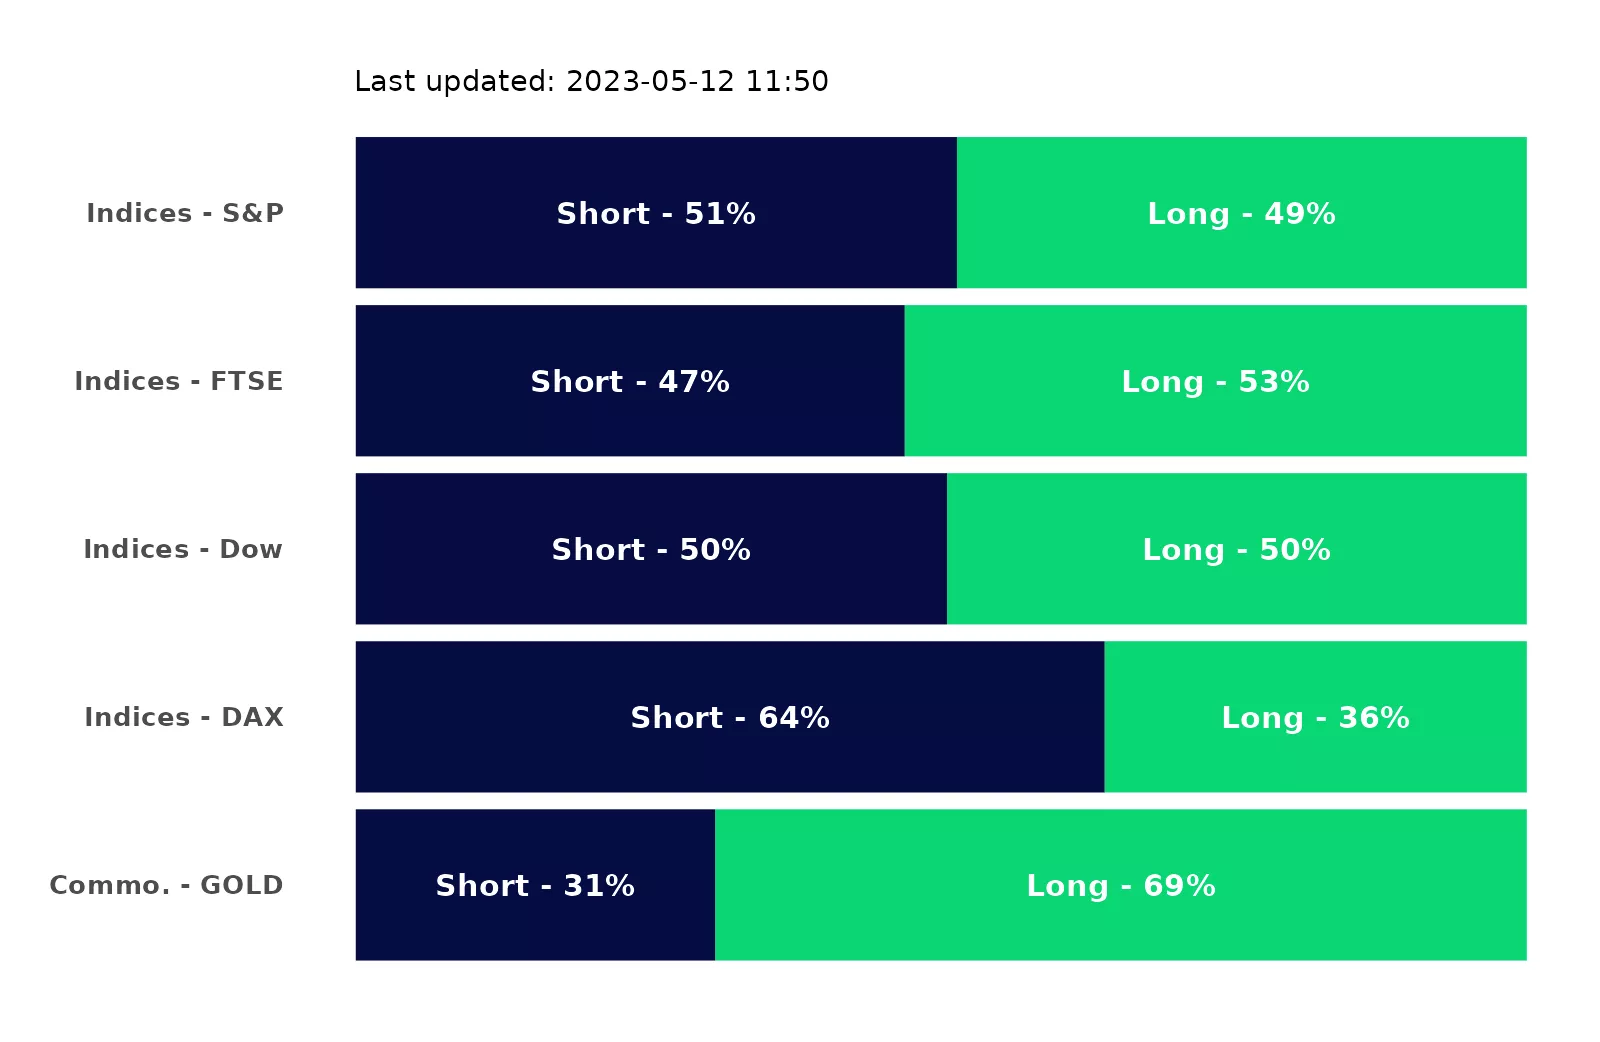 Last updated: 2023-05-12 11:50
Indices - S&P Short - 51% Long - 49%
Indices - FTSE Short - 47% Long - 53%
Indices - Dow Short - 50% Long - 50%
Indices - DAX Short - 64% Long - 36%
Commo. - GOLD Short - 31% Long - 69%